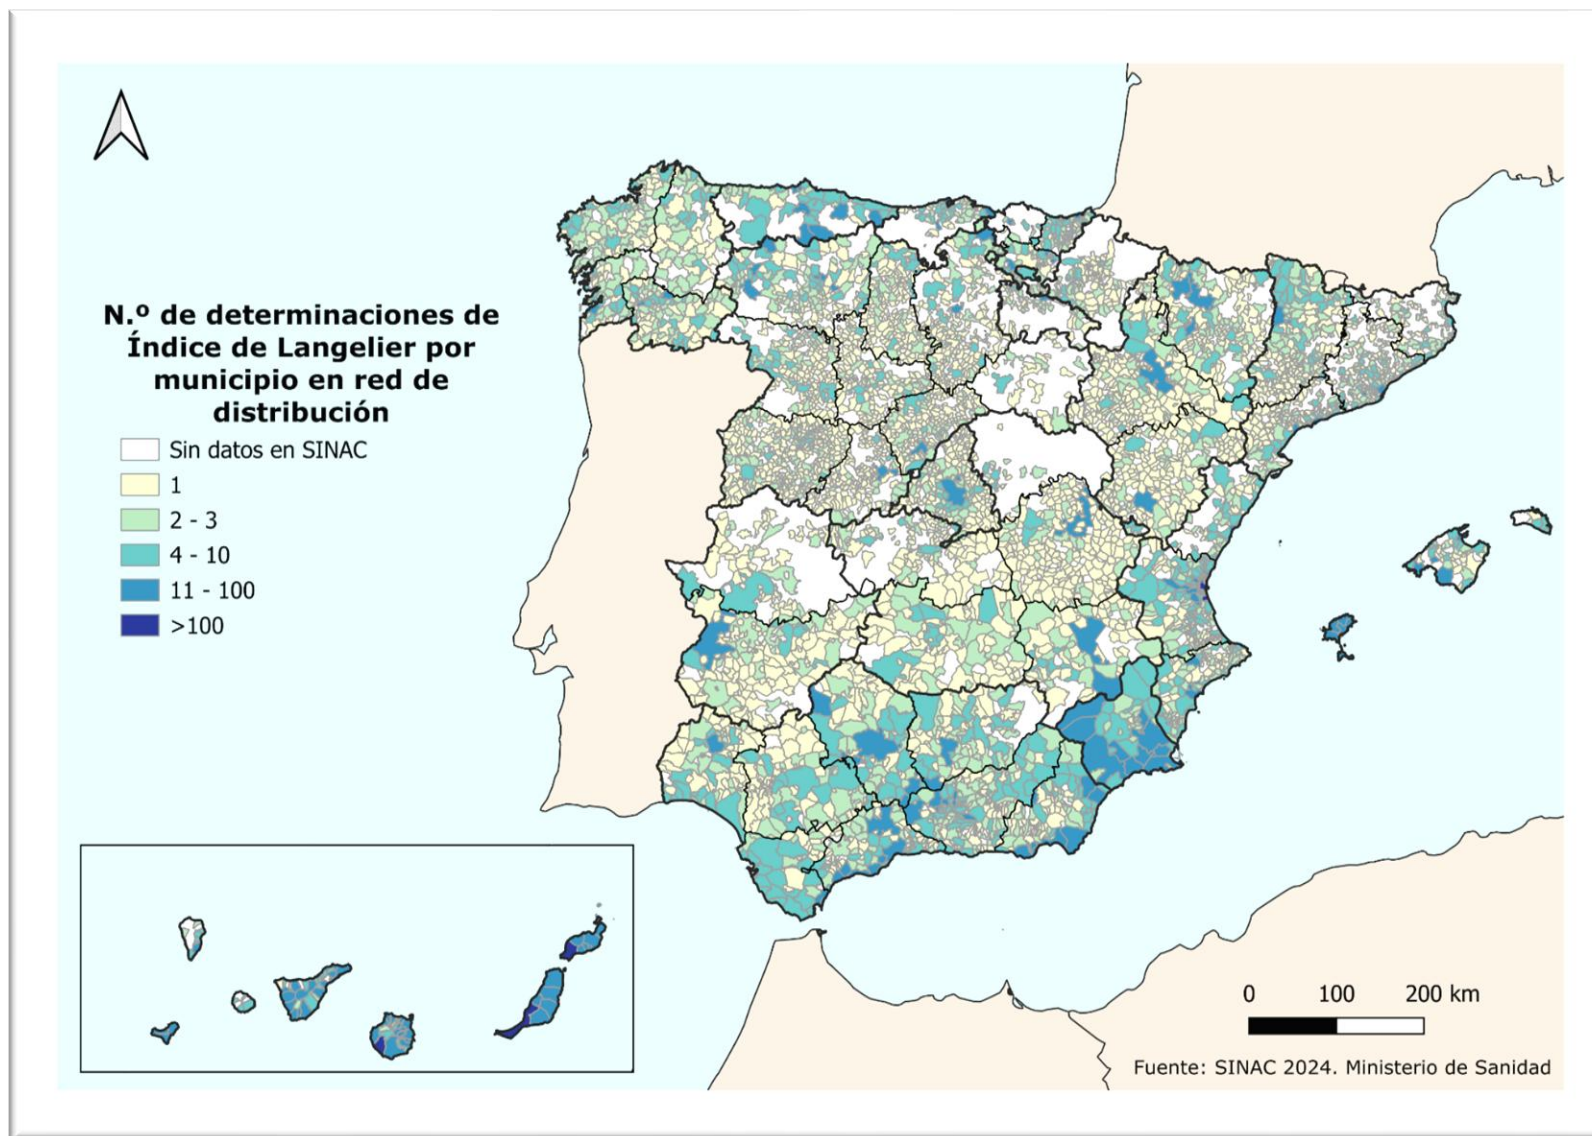 N.º de determinaciones de
Índice de Langelier por
municipio en red de
distribución
Sin datos en SINAC
1
2 - 3
4 - 10
11 - 100
>100
0 100 200 km
Fuente: SINAC 2024. Ministerio de Sanidad